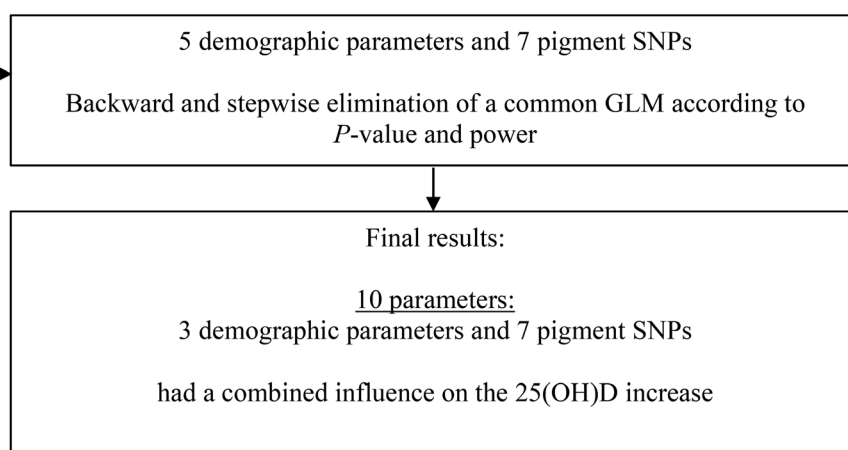 5 demographic parameters and 7 pigment SNPs
Backward and stepwise elimination of a common GLM according to
P-value and power
Final results:
10 parameters:
3 demographic parameters and 7 pigment SNPs
had a combined influence on the 25(OH)D increase